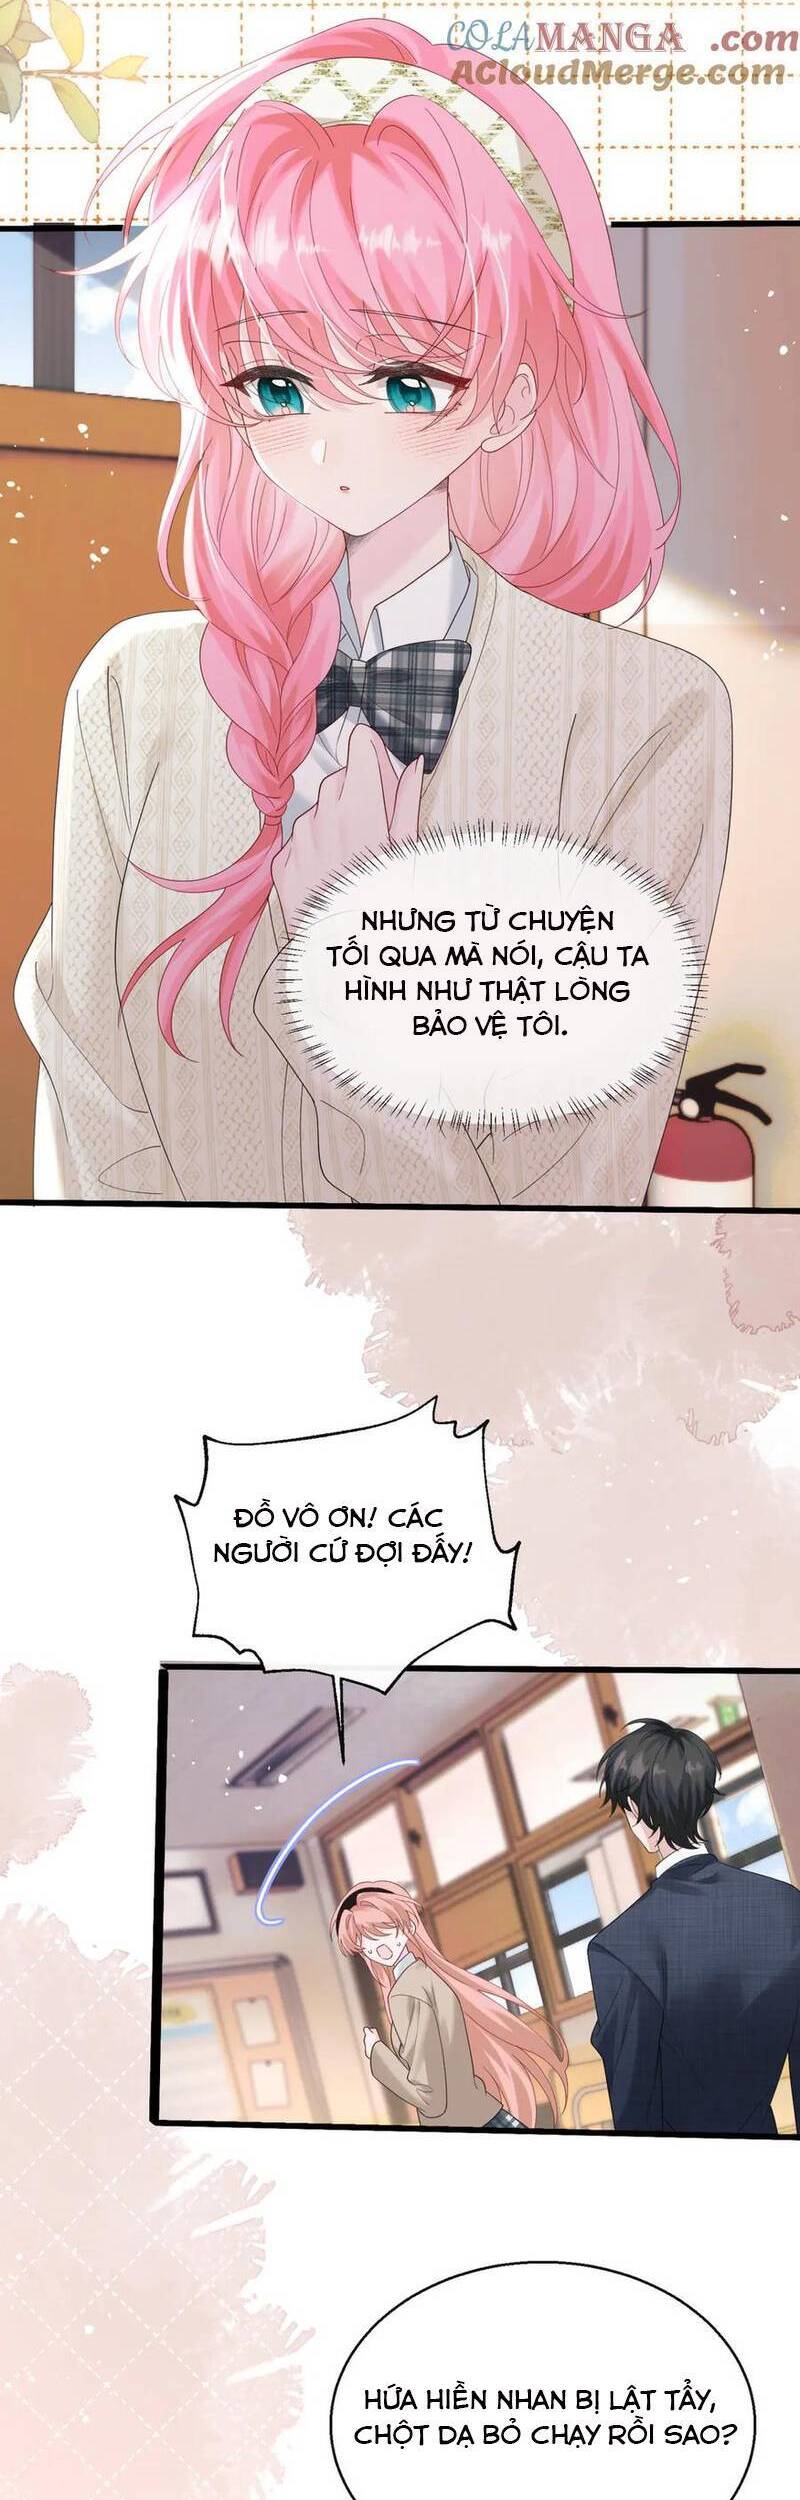 COLAMANGA.com
AcloudMerge.com
NHƯNG TỪ CHUYỆN
TỐI QUA MÀ NÓI, CẬU TA
HÌNH NHƯ THẬT LÒNG
BẢO VỆ TÔI.
ĐỒ VÔ ƠN! CÁC
NGƯỜI CỨ ĐỢI ĐẤY!
HỨA HIỀN NHAN BỊ LẬT TẨY,
CHỘT DẠ BỎ CHẠY RỒI SAO?